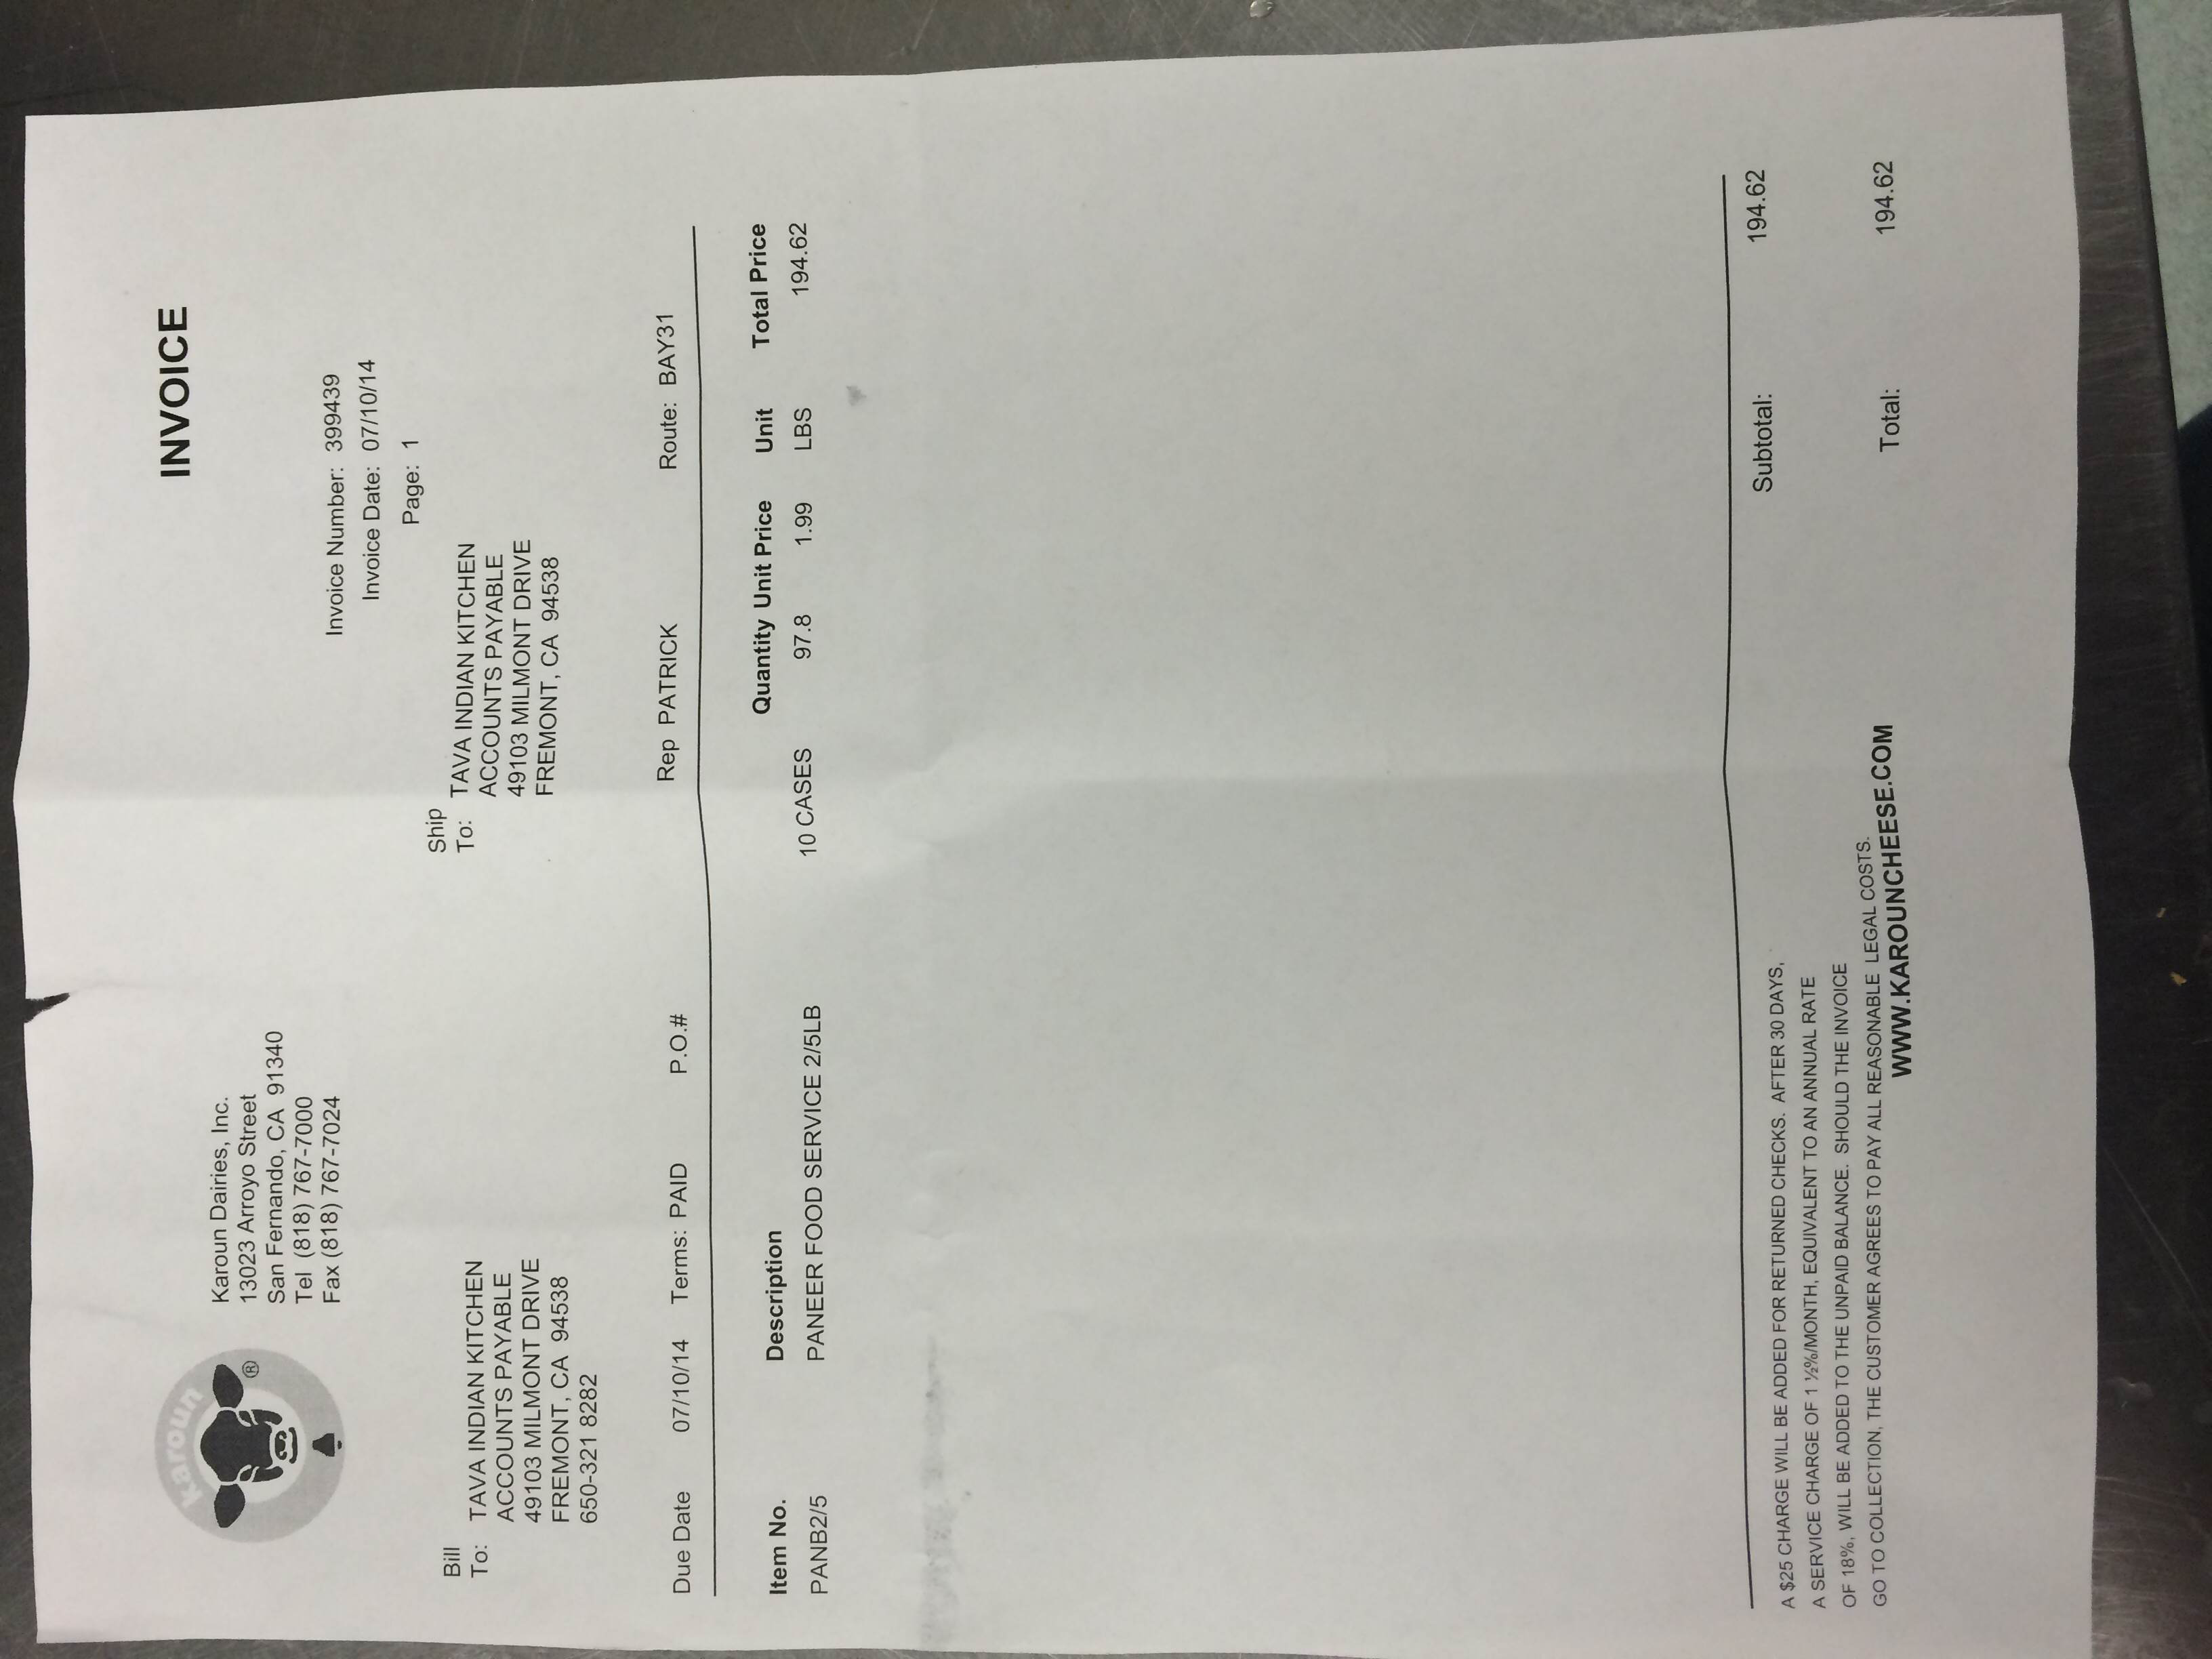 INVOICE
karoun ®
Karoun Dairies, Inc.
13023 Arroyo Street
San Fernando, CA 91340
Tel (818) 767-7000
Fax (818) 767-7024
Invoice Number: 399439
Invoice Date: 07/10/14
Page: 1
Bill To: TAVA INDIAN KITCHEN
ACCOUNTS PAYABLE
49103 MILMONT DRIVE
FREMONT, CA 94538
650-321 8282
Ship To: TAVA INDIAN KITCHEN
ACCOUNTS PAYABLE
49103 MILMONT DRIVE
FREMONT, CA 94538
Due Date 07/10/14 Terms: PAID P.O.# Rep PATRICK Route: BAY31
Item No. Description Quantity Unit Price Unit Total Price
PANB2/5 PANEER FOOD SERVICE 2/5LB 10 CASES 97.8 1.99 LBS 194.62
Subtotal: 194.62
A $25 CHARGE WILL BE ADDED FOR RETURNED CHECKS. AFTER 30 DAYS,
A SERVICE CHARGE OF 1 ½%/MONTH, EQUIVALENT TO AN ANNUAL RATE
OF 18%, WILL BE ADDED TO THE UNPAID BALANCE. SHOULD THE INVOICE
GO TO COLLECTION, THE CUSTOMER AGREES TO PAY ALL REASONABLE LEGAL COSTS.
Total: 194.62
WWW.KAROUNCHEESE.COM